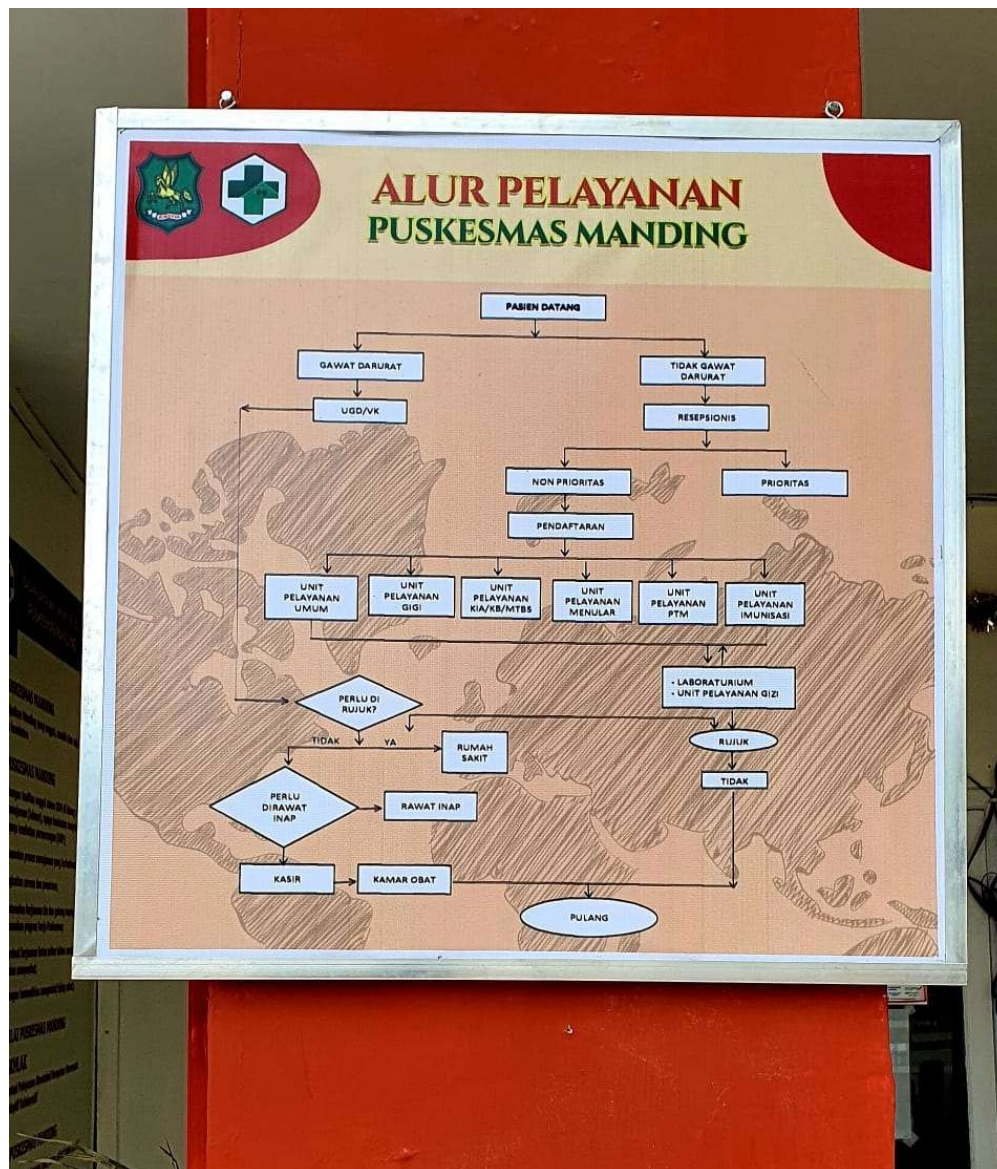 ALUR PELAYANAN
PUSKESMAS MANDING
PASIEN DATANG
GAWAT DARURAT
TIDAK GAWAT
DARURAT
UGD/VK
RESEPSIONIS
NON PRIORITAS
PRIORITAS
PENDAFTARAN
UNIT
PELAYANAN
UMUM
UNIT
PELAYANAN
GIGI
UNIT
PELAYANAN
KIA/KB/MTBS
UNIT
PELAYANAN
MENULAR
UNIT
PELAYANAN
PTM
UNIT
PELAYANAN
IMUNISASI
- LABORATURIUM
- UNIT PELAYANAN GIZI
PERLU DI
RUJUK?
TIDAK
YA
RUMAH
SAKIT
RUJUK
TIDAK
PERLU
DIRAWAT
INAP
RAWAT INAP
KASIR
KAMAR OBAT
PULANG
PUSKESMAS MANDING